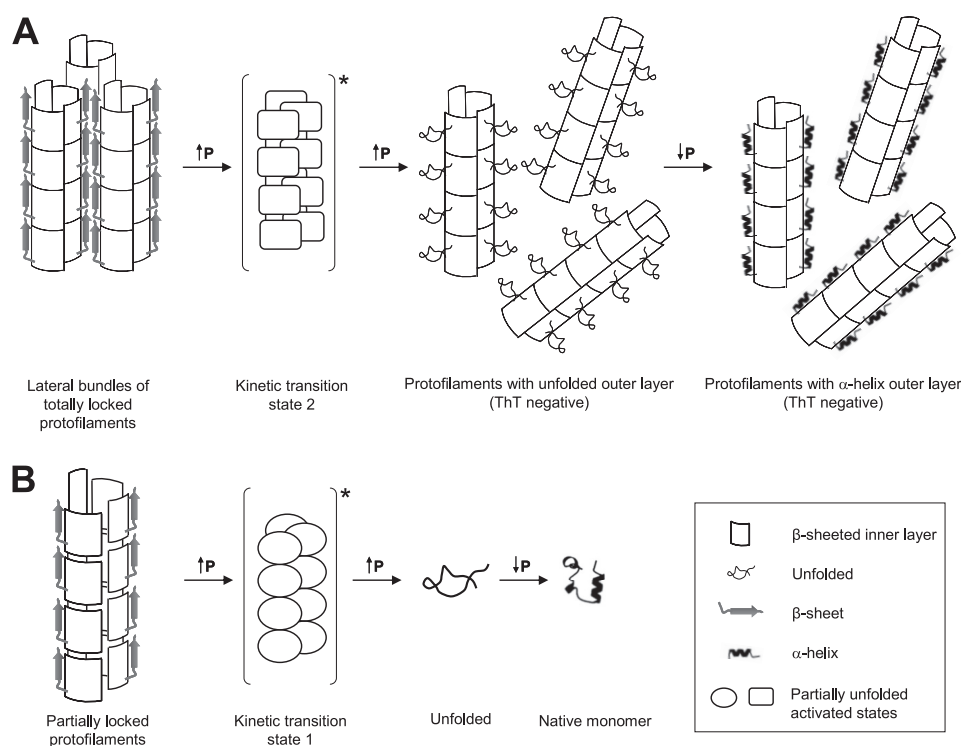 A
*
↑P
↑P
↓P
Lateral bundles of
totally locked
protofilaments
Kinetic transition
state 2
Protofilaments with unfolded outer layer
(ThT negative)
Protofilaments with α-helix outer layer
(ThT negative)
B
*
↑P
↑P
↓P
Partially locked
protofilaments
Kinetic transition
state 1
Unfolded
Native monomer
β-sheeted inner layer
Unfolded
β-sheet
α-helix
Partially unfolded
activated states